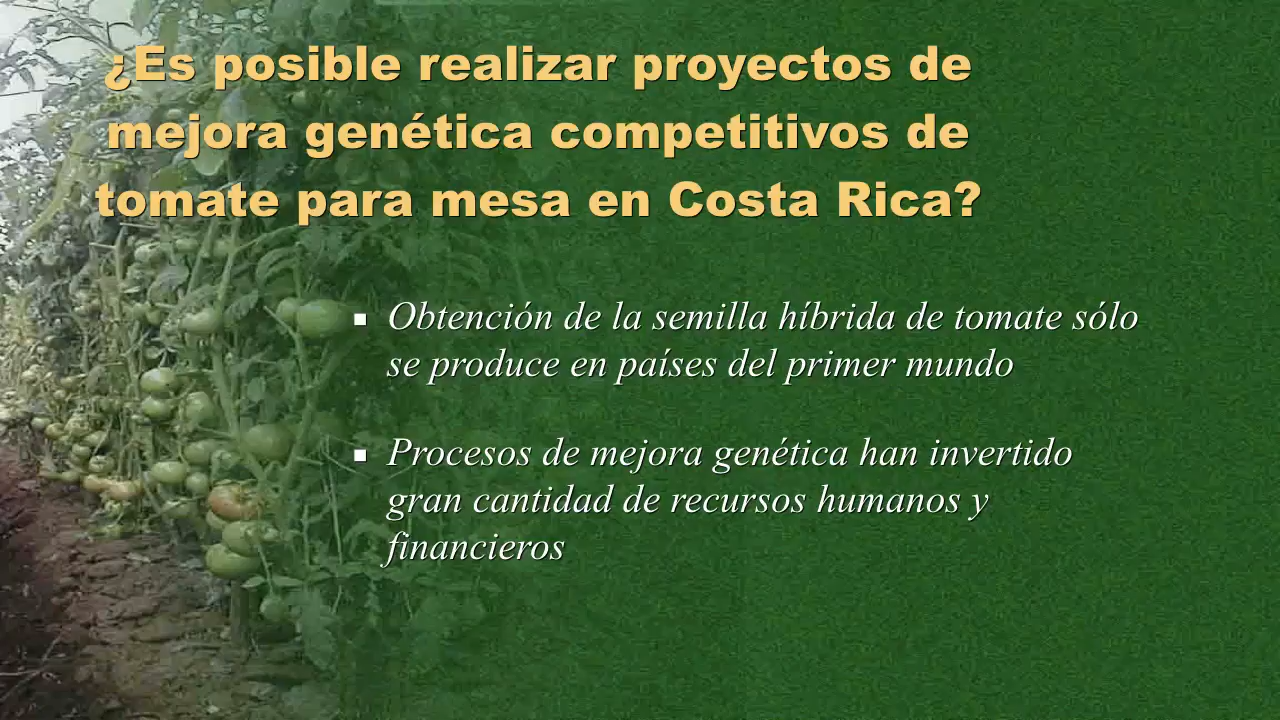 ¿Es posible realizar proyectos de
mejora genética competitivos de
tomate para mesa en Costa Rica?
▪ Obtención de la semilla híbrida de tomate sólo
se produce en países del primer mundo
▪ Procesos de mejora genética han invertido
gran cantidad de recursos humanos y
financieros